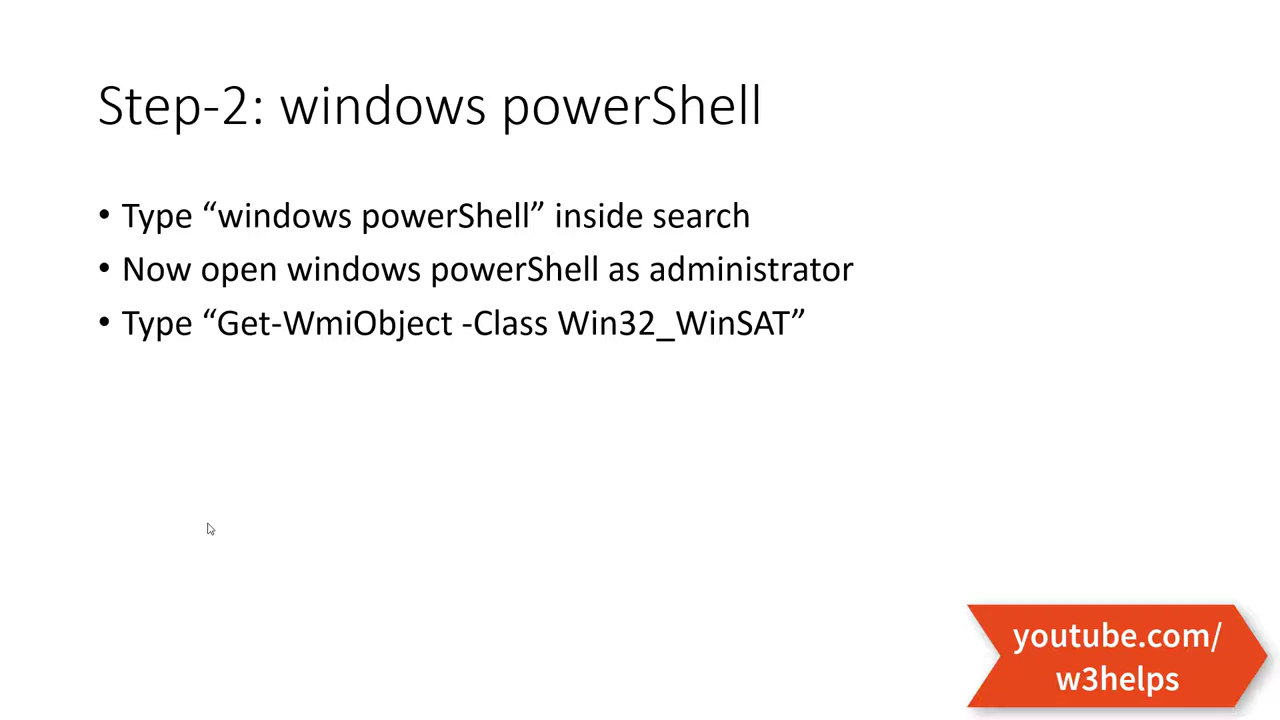 Step-2: windows powerShell
• Type “windows powerShell” inside search
• Now open windows powerShell as administrator
• Type “Get-WmiObject -Class Win32_WinSAT”
youtube.com/
w3helps